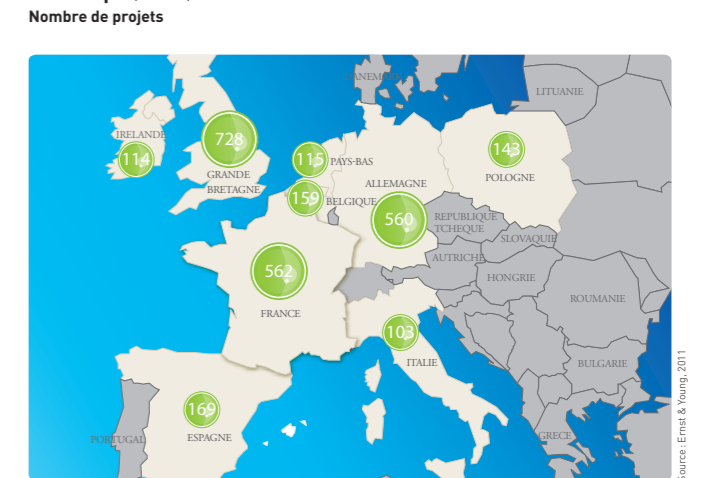 Nombre de projets
DANEMARK
LITUANIE
IRELANDE
114
728
GRANDE
BRETAGNE
115
PAYS-BAS
143
POLOGNE
159
BELGIQUE
ALLEMAGNE
560
REPUBLIQUE
TCHEQUE
SLOVAQUIE
AUTRICHE
HONGRIE
562
FRANCE
ROUMANIE
103
ITALIE
BULGARIE
169
ESPAGNE
PORTUGAL
GRECE
Source : Ernst & Young, 2011